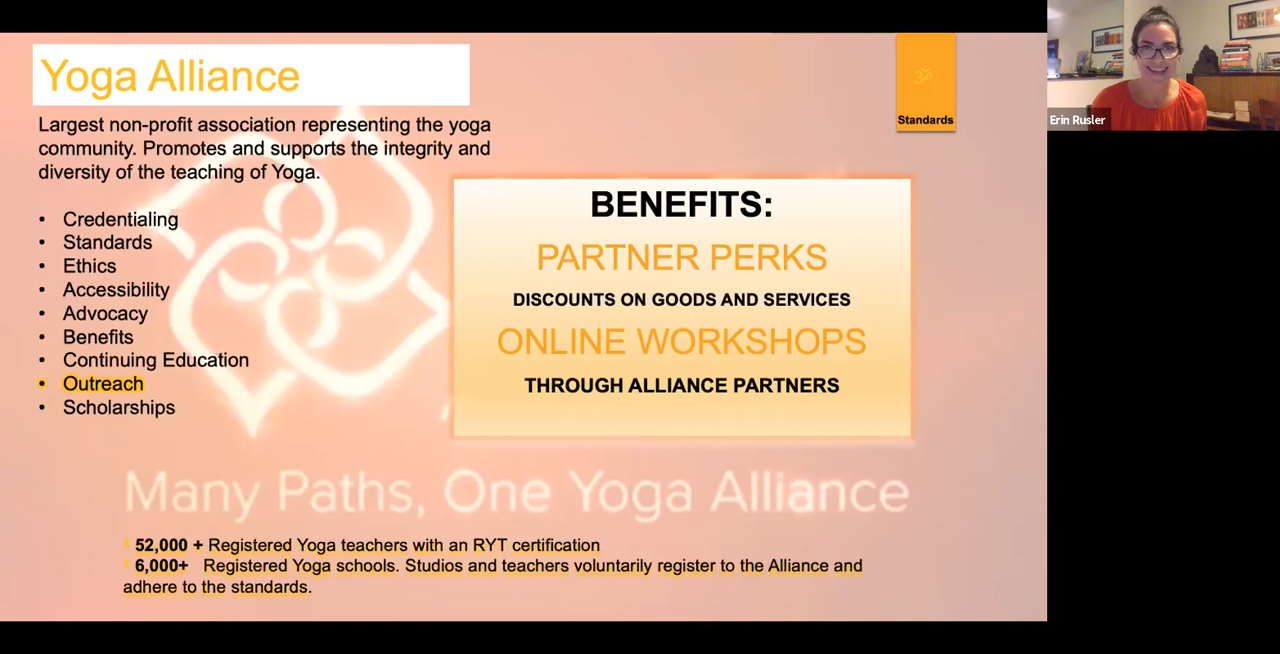 Yoga Alliance
Largest non-profit association representing the yoga
community. Promotes and supports the integrity and
diversity of the teaching of Yoga.
• Credentialing
• Standards
• Ethics
• Accessibility
• Advocacy
• Benefits
• Continuing Education
• Outreach
• Scholarships
ॐ
Standards
BENEFITS:
PARTNER PERKS
DISCOUNTS ON GOODS AND SERVICES
ONLINE WORKSHOPS
THROUGH ALLIANCE PARTNERS
Many Paths, One Yoga Alliance
52,000 + Registered Yoga teachers with an RYT certification
6,000+ Registered Yoga schools. Studios and teachers voluntarily register to the Alliance and
adhere to the standards.
Erin Rusler